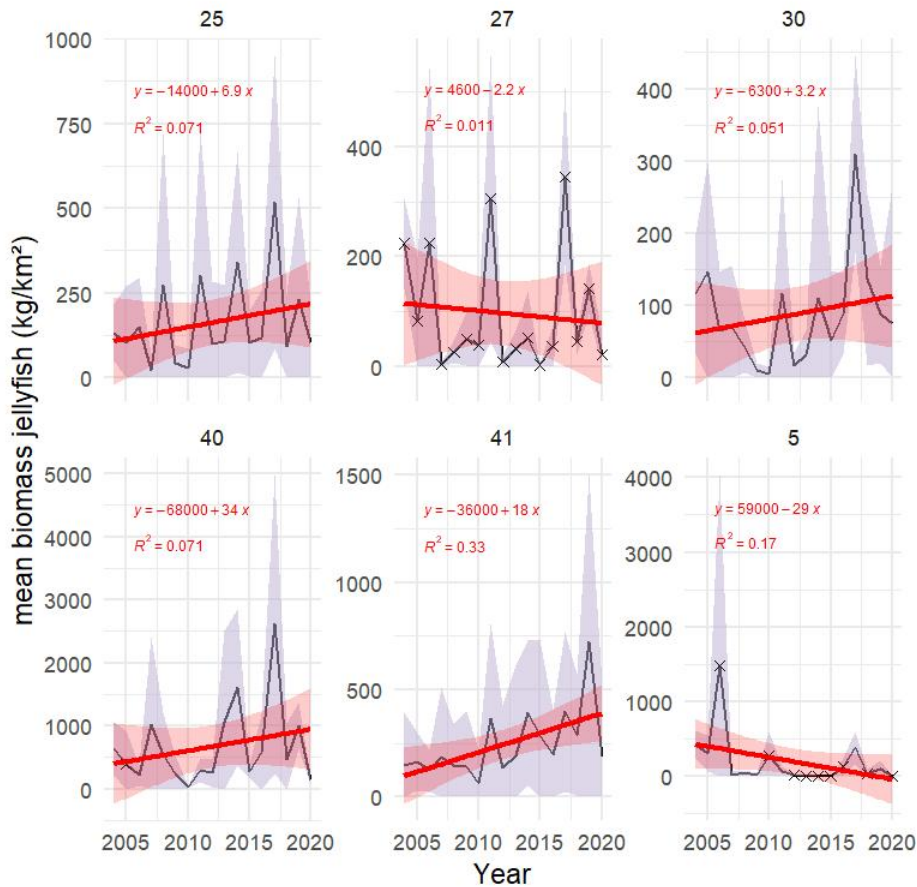 25
27
30
1000
750
500
250
0
y = −14000 + 6.9 x
R² = 0.071
400
200
0
y = 4600 − 2.2 x
R² = 0.011
400
300
200
100
0
y = −6300 + 3.2 x
R² = 0.051
mean biomass jellyfish (kg/km²)
40
41
5
5000
4000
3000
2000
1000
0
y = −68000 + 34 x
R² = 0.071
1500
1000
500
0
y = −36000 + 18 x
R² = 0.33
4000
3000
2000
1000
0
y = 59000 − 29 x
R² = 0.17
2005 2010 2015 2020
2005 2010 2015 2020
2005 2010 2015 2020
Year